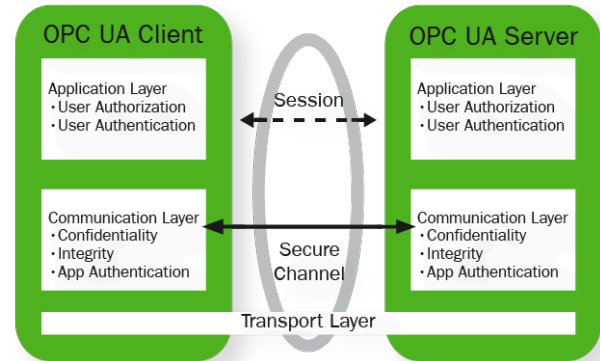 OPC UA Client
Application Layer
· User Authorization
· User Authentication
Communication Layer
· Confidentiality
· Integrity
· App Authentication
Session
Secure
Channel
OPC UA Server
Application Layer
· User Authorization
· User Authentication
Communication Layer
· Confidentiality
· Integrity
· App Authentication
Transport Layer